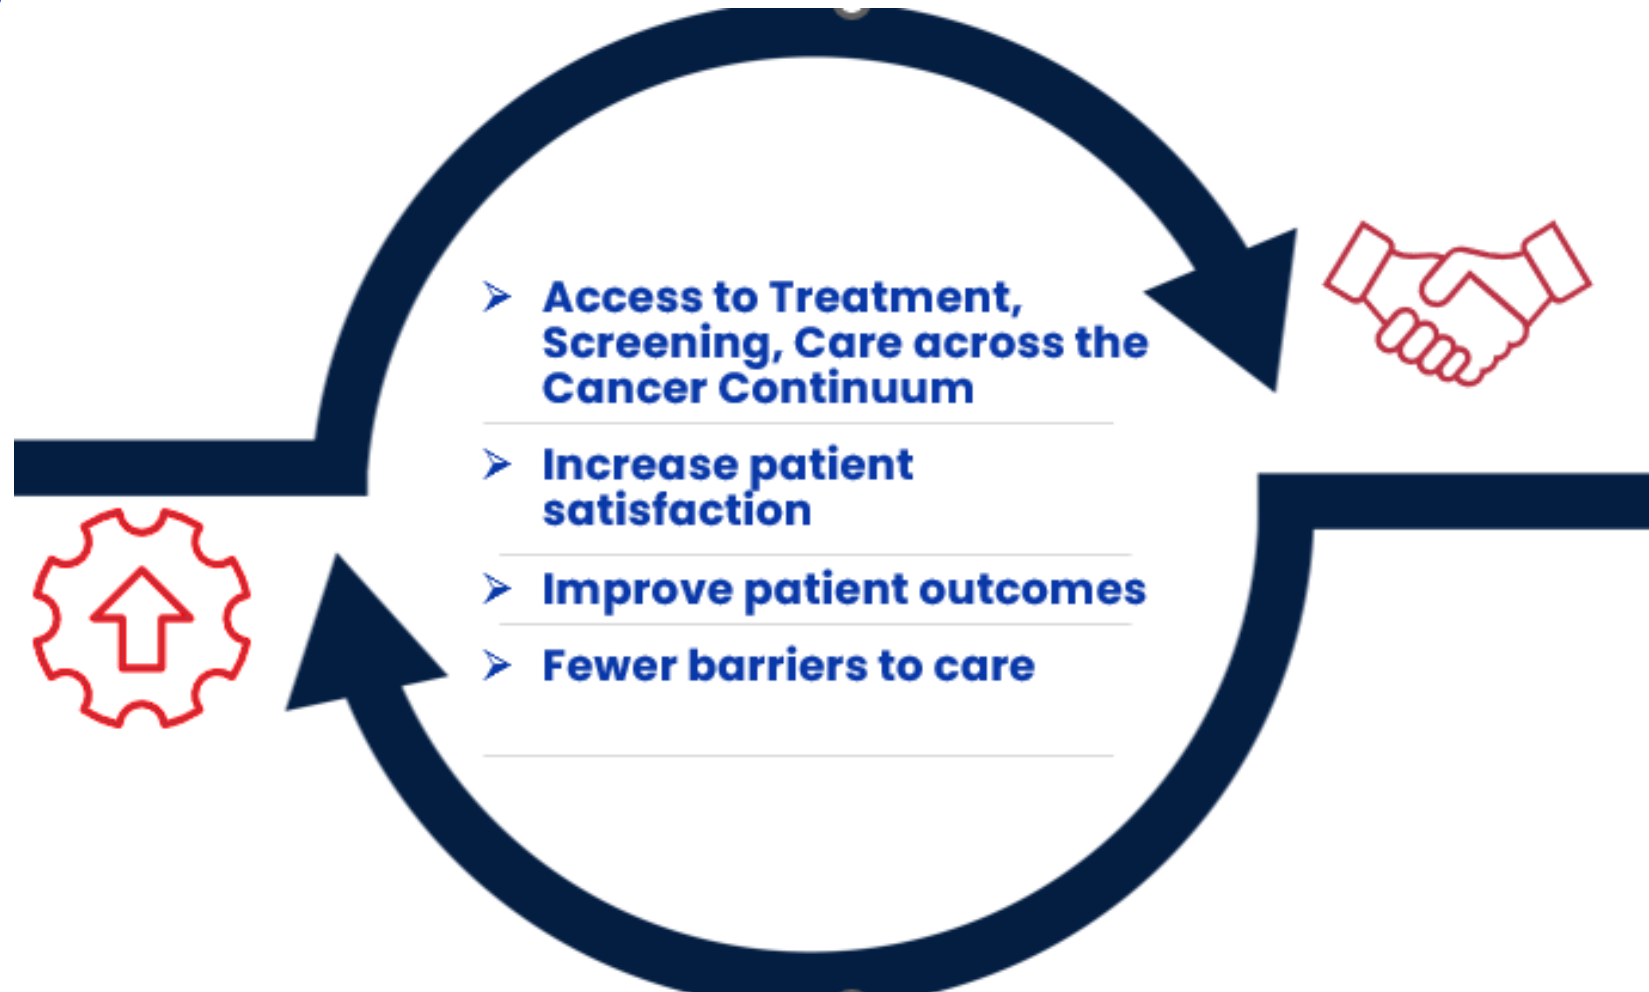 Access to Treatment,
Screening, Care across the
Cancer Continuum
Increase patient
satisfaction
Improve patient outcomes
Fewer barriers to care